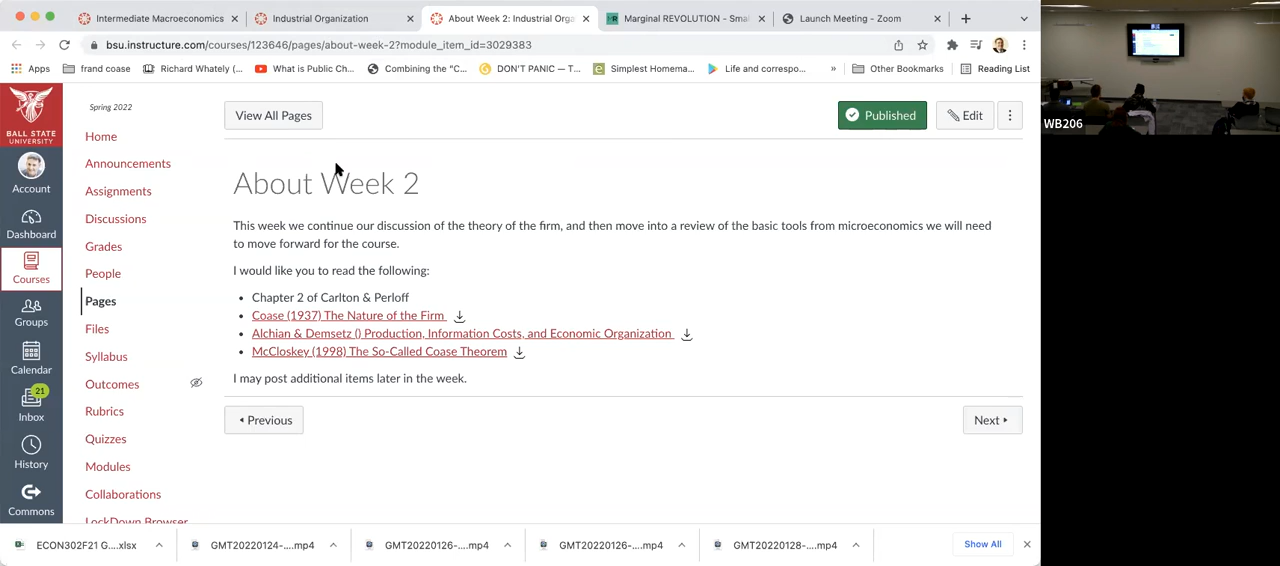 Intermediate Macroeconomics
Industrial Organization
About Week 2: Industrial Orga
Marginal REVOLUTION - Smal
Launch Meeting - Zoom
bsu.instructure.com/courses/123646/pages/about-week-2?module_item_id=3029383
Apps
frand coase
Richard Whately (...
What is Public Ch...
Combining the "C...
DON'T PANIC — T...
Simplest Homema...
Life and correspo...
»
Other Bookmarks
Reading List
BALL STATE
UNIVERSITY
Account
Dashboard
Courses
Groups
Calendar
21
Inbox
History
Commons
Spring 2022
Home
Announcements
Assignments
Discussions
Grades
People
Pages
Files
Syllabus
Outcomes
Rubrics
Quizzes
Modules
Collaborations
LockDown Browser
View All Pages
Published
Edit
About Week 2
This week we continue our discussion of the theory of the firm, and then move into a review of the basic tools from microeconomics we will need
to move forward for the course.
I would like you to read the following:
• Chapter 2 of Carlton & Perloff
• Coase (1937) The Nature of the Firm
• Alchian & Demsetz () Production, Information Costs, and Economic Organization
• McCloskey (1998) The So-Called Coase Theorem
I may post additional items later in the week.
Previous
Next
ECON302F21 G....xlsx
GMT20220124-....mp4
GMT20220126-....mp4
GMT20220126-....mp4
GMT20220128-....mp4
Show All
WB206